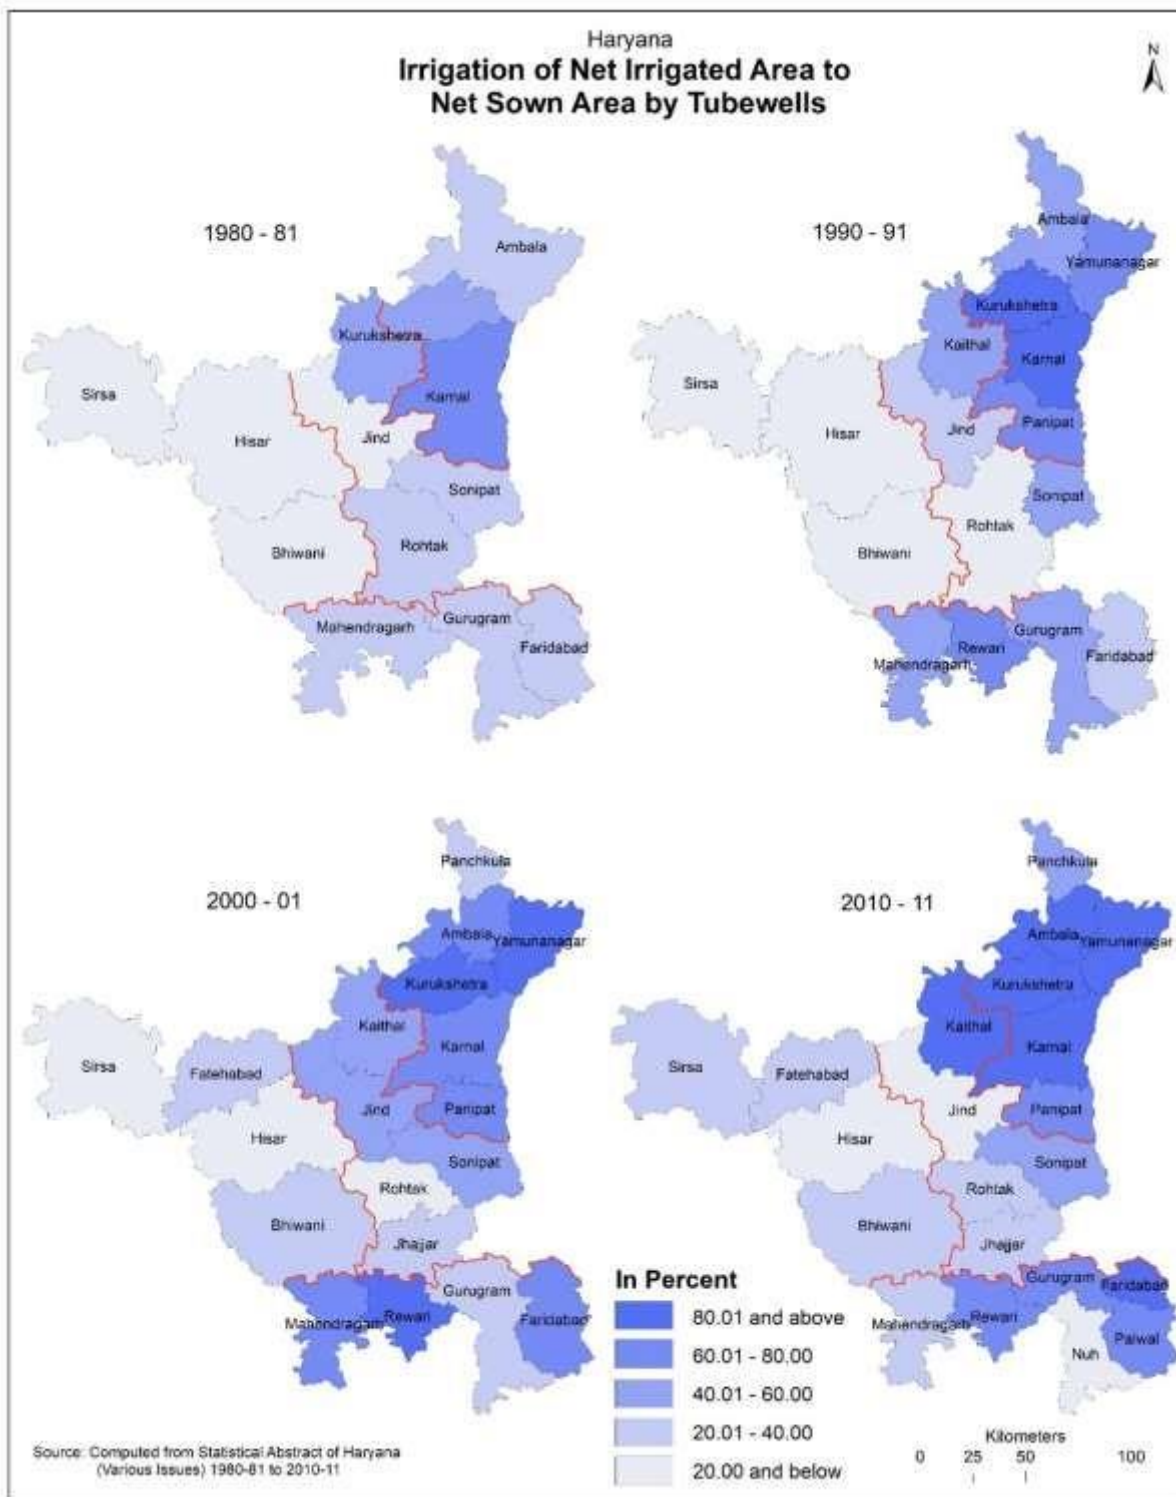 Haryana
Irrigation of Net Irrigated Area to
Net Sown Area by Tubewells
N
1980 - 81
Ambala
Kurukshetra
Karnal
Sirsa
Hisar
Jind
Sonipat
Bhiwani
Rohtak
Mahendragarh
Gurugram
Faridabad
1990 - 91
Ambala
Yamunanagar
Kurukshetra
Kaithal
Karnal
Sirsa
Hisar
Jind
Panipat
Sonipat
Rohtak
Bhiwani
Mahendragarh
Rewari
Gurugram
Faridabad
2000 - 01
Panchkula
Ambala
Yamunanagar
Kurukshetra
Kaithal
Karnal
Sirsa
Fatehabad
Jind
Panipat
Hisar
Sonipat
Rohtak
Bhiwani
Jhajjar
Gurugram
Mahendragarh
Rewari
Faridabad
2010 - 11
Panchkula
Ambala
Yamunanagar
Kurukshetra
Kaithal
Karnal
Sirsa
Fatehabad
Jind
Panipat
Hisar
Sonipat
Rohtak
Bhiwani
Jhajjar
Gurugram
Faridabad
Mahendragarh
Rewari
Palwal
Nuh
In Percent
80.01 and above
60.01 - 80.00
40.01 - 60.00
20.01 - 40.00
20.00 and below
Kilometers
0 25 50 100
Source: Computed from Statistical Abstract of Haryana
(Various Issues) 1980-81 to 2010-11